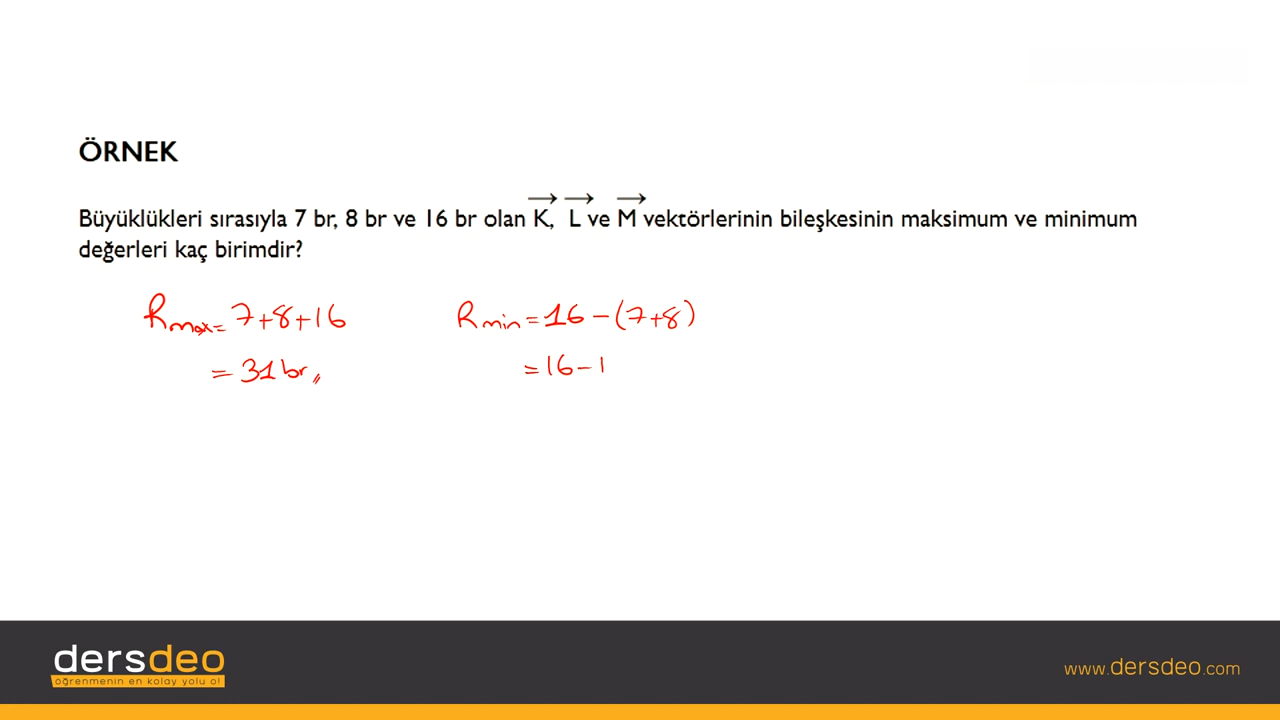 ÖRNEK
Büyüklükleri sırasıyla 7 br, 8 br ve 16 br olan K, L ve M vektörlerinin bileşkesinin maksimum ve minimum
değerleri kaç birimdir?
Rmax = 7+8+16
= 31 br
Rmin = 16-(7+8)
= 16-1
dersdeo
öğrenmenin en kolay yolu o!
www.dersdeo.com